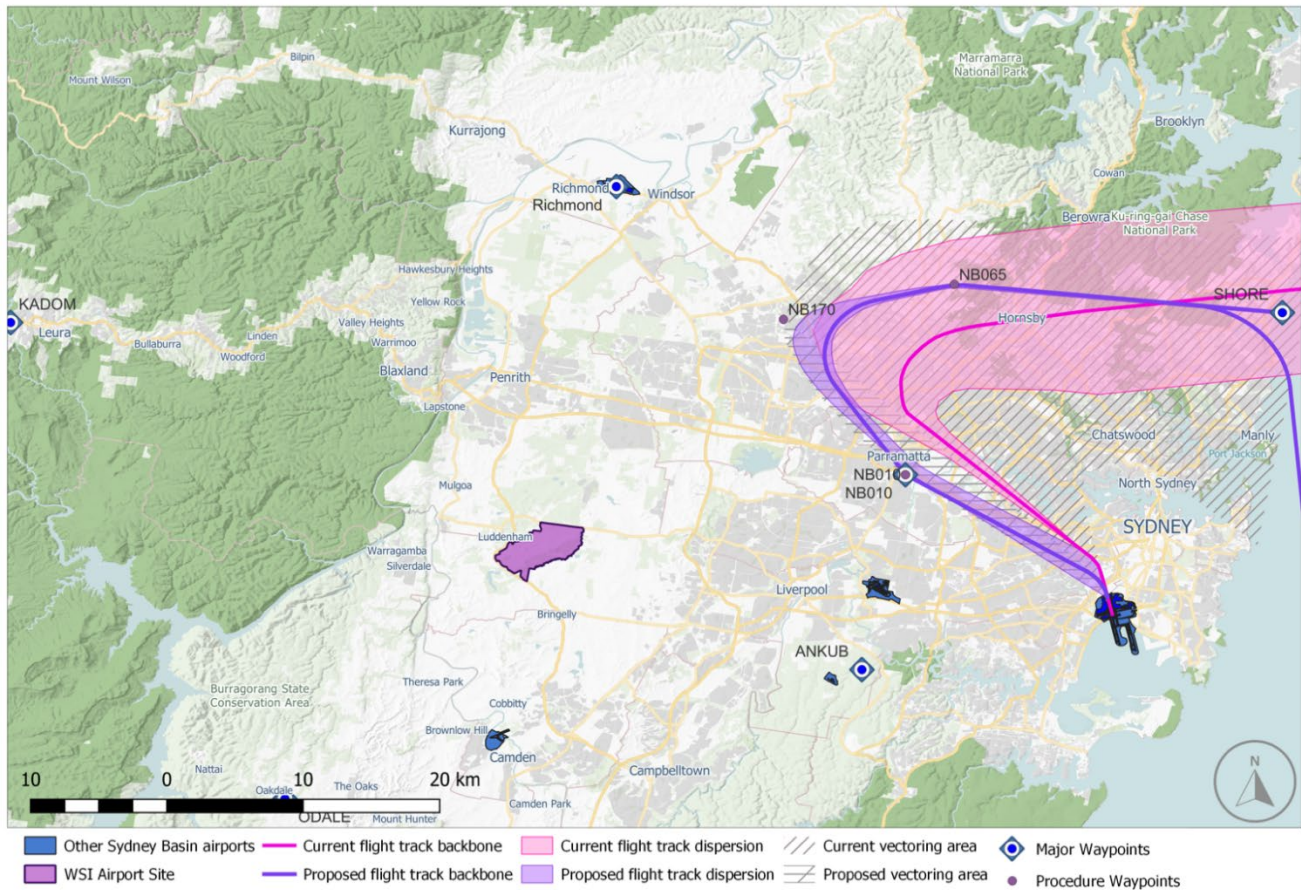 Bilpin
Mount Wilson
Marramarra
National Park
Kurrajong
Brooklyn
Cowan
Richmond
Windsor
Richmond
Berowra
Ku-ring-gai Chase
National Park
Hawkesbury Heights
NB065
KADOM
Yellow Rock
SHORE
Leura
NB170
Hornsby
Valley Heights
Linden
Bullaburra
Warrimoo
Woodford
Blaxland
Penrith
Lapstone
Chatswood
Manly
Port Jackson
Parramatta
NB010
Mulgoa
NB010
North Sydney
SYDNEY
Luddenham
Warragamba
Silverdale
Liverpool
Bringelly
ANKUB
Theresa Park
Burragorang State
Conservation Area
Cobbitty
Brownlow Hill
Camden
Nattai
Campbelltown
10 0 10 20 km
Oakdale
The Oaks
Camden Park
ODALE
Mount Hunter
N
Other Sydney Basin airports
Current flight track backbone
Current flight track dispersion
Current vectoring area
Major Waypoints
WSI Airport Site
Proposed flight track backbone
Proposed flight track dispersion
Proposed vectoring area
Procedure Waypoints